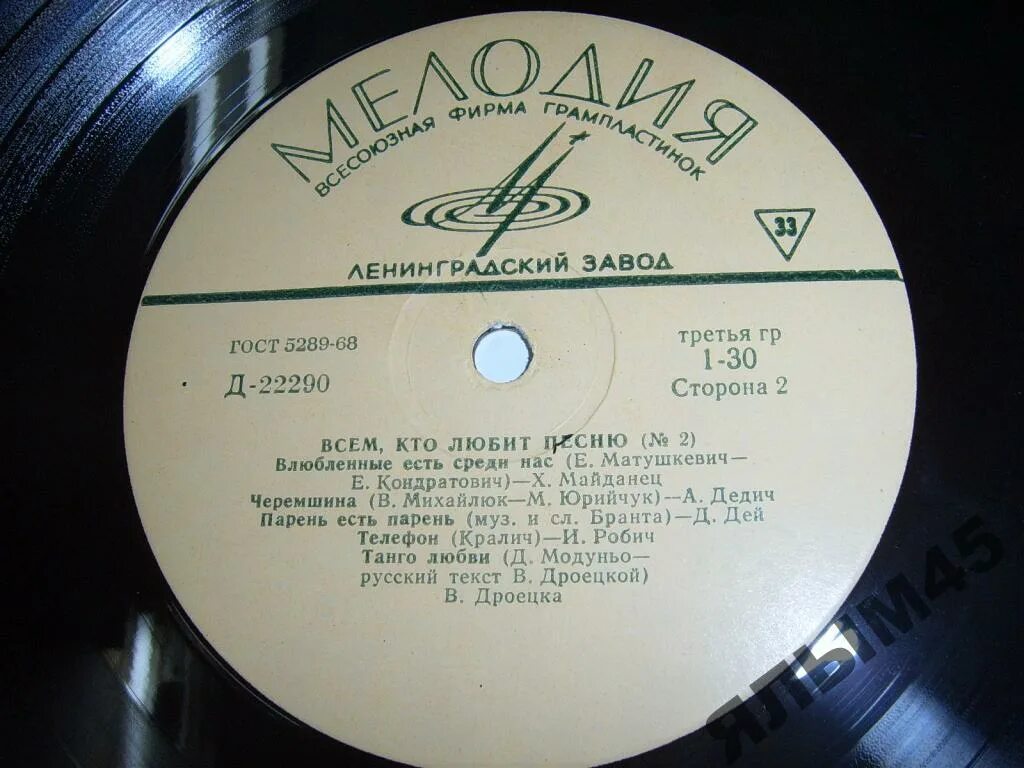 МЕЛОДИЯ
ВСЕСОЮЗНАЯ ФИРМА ГРАМПЛАСТИНОК
33
ЛЕНИНГРАДСКИЙ ЗАВОД
ГОСТ 5289-68
третья гр
Д-22290
1-30
Сторона 2
ВСЕМ, КТО ЛЮБИТ ПЕСНЮ (№ 2)
Влюбленные есть среди нас (Е. Матушкевич—
Е. Кондратович)—Х. Майданец
Черемшина (В. Михайлюк—М. Юрийчук)—А. Дедич
Парень есть парень (муз. и сл. Бранта)—Д. Дей
Телефон (Кралич)—И. Робич
Танго любви (Д. Модуньо—
русский текст В. Дроецкой)
В. Дроецка
ЯЛЫМ45